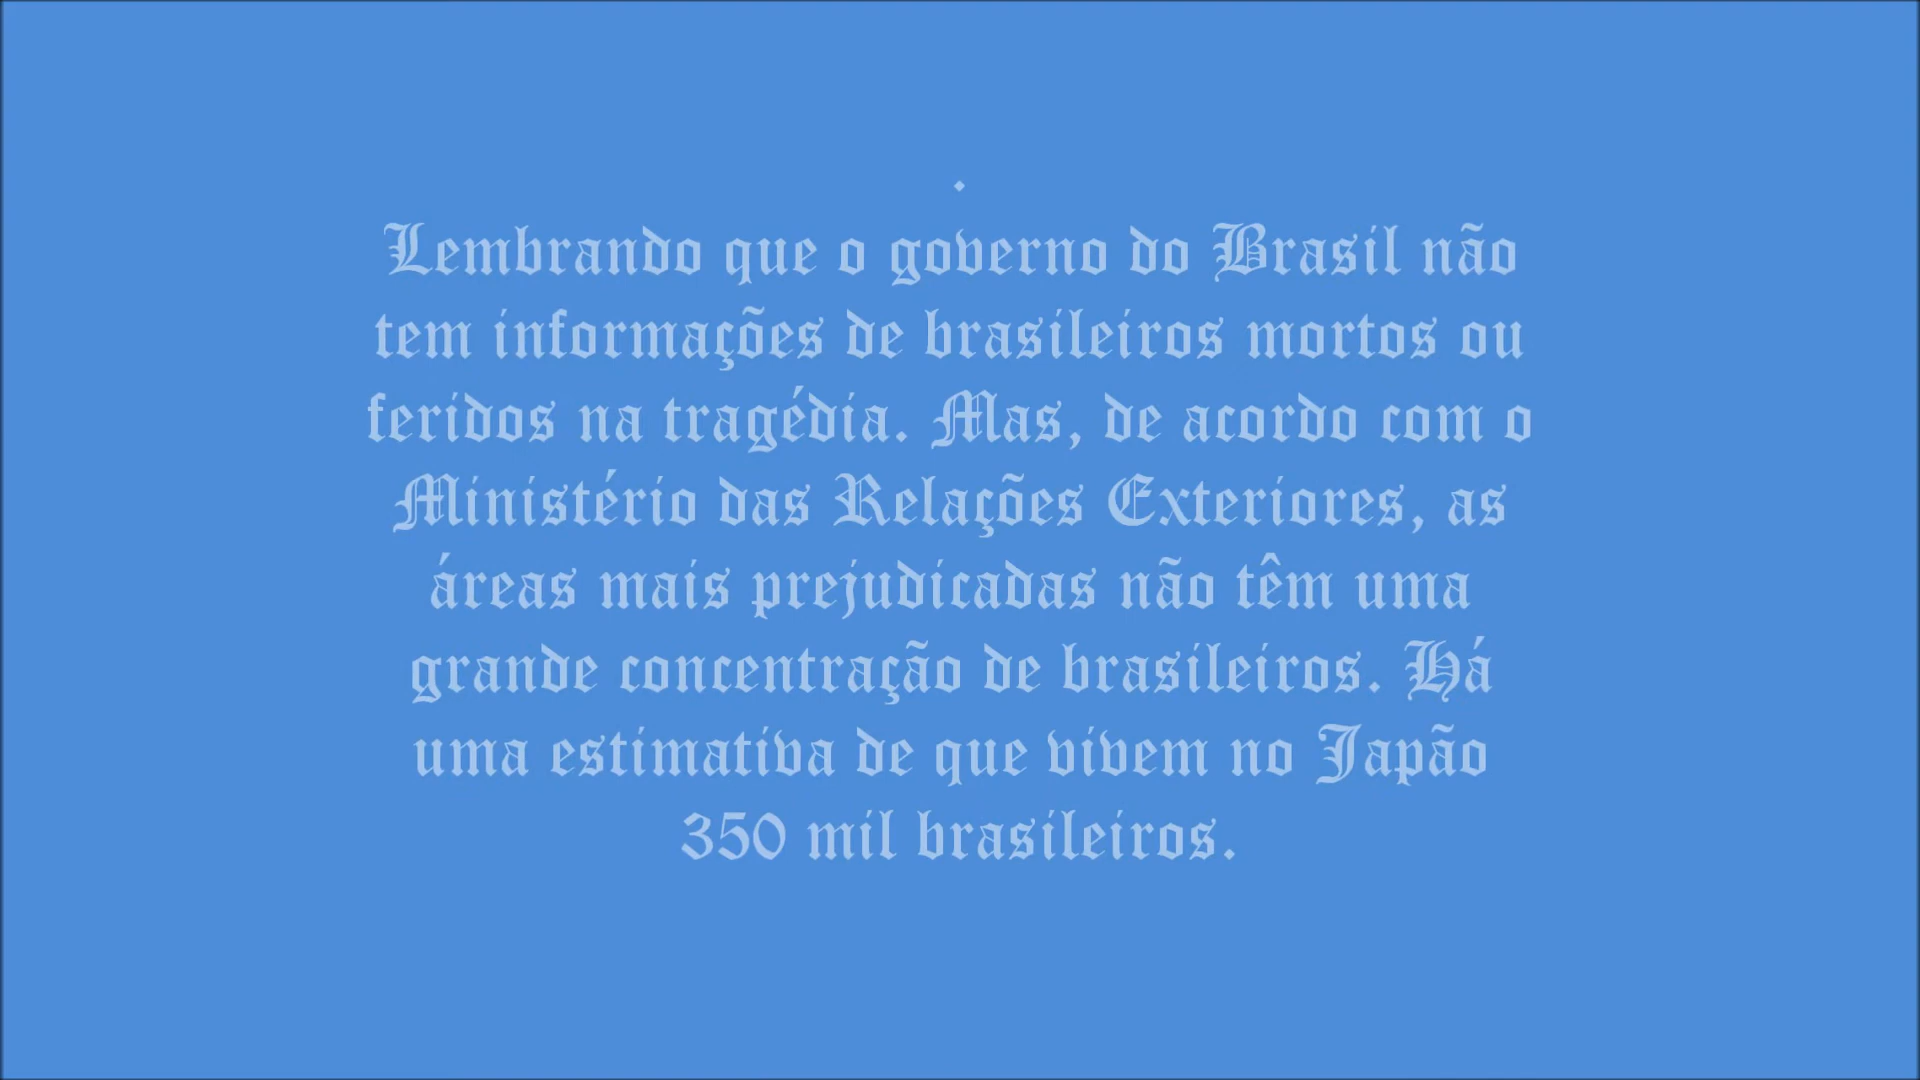 .
Lembrando que o governo do Brasil não
tem informações de brasileiros mortos ou
feridos na tragédia. Mas, de acordo com o
Ministério das Relações Exteriores, as
áreas mais prejudicadas não têm uma
grande concentração de brasileiros. Há
uma estimativa de que vivem no Japão
350 mil brasileiros.